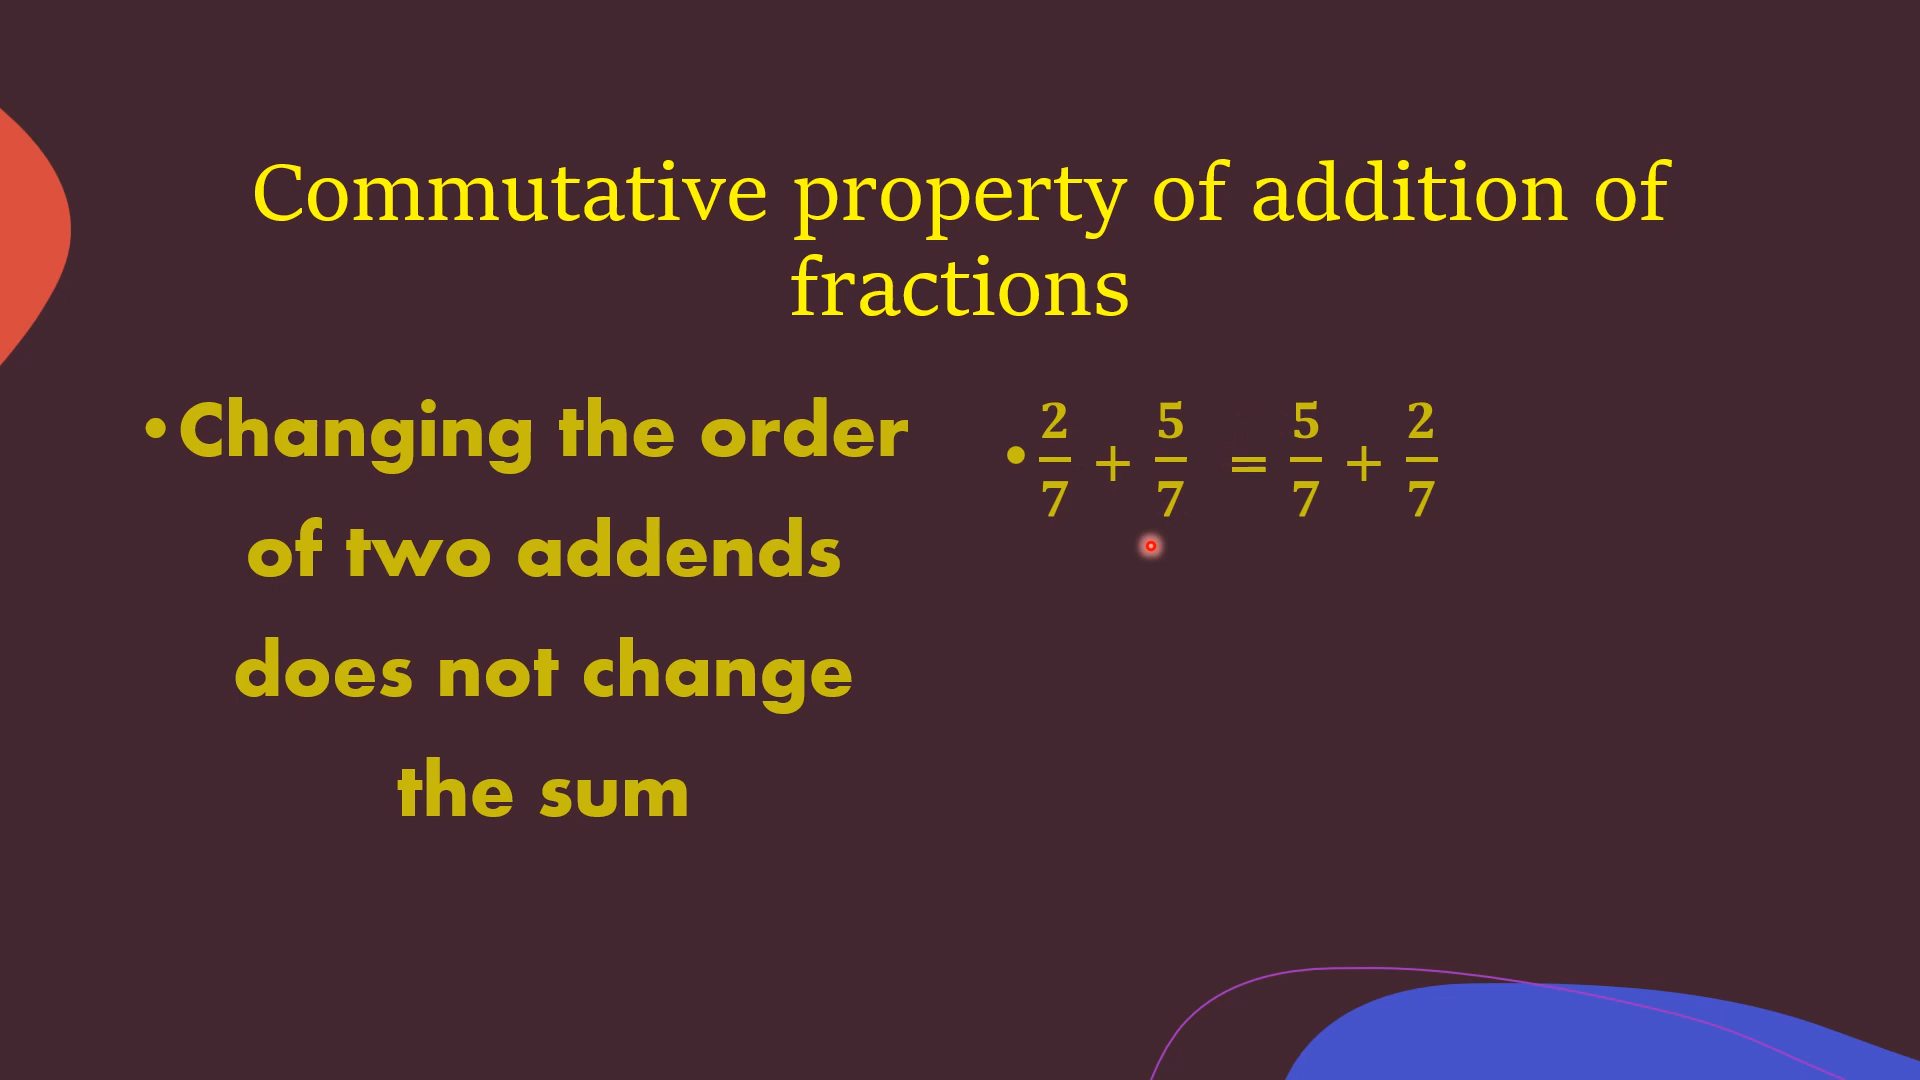 Commutative property of addition of
fractions
•Changing the order
of two addends
does not change
the sum
• 2/7 + 5/7 = 5/7 + 2/7